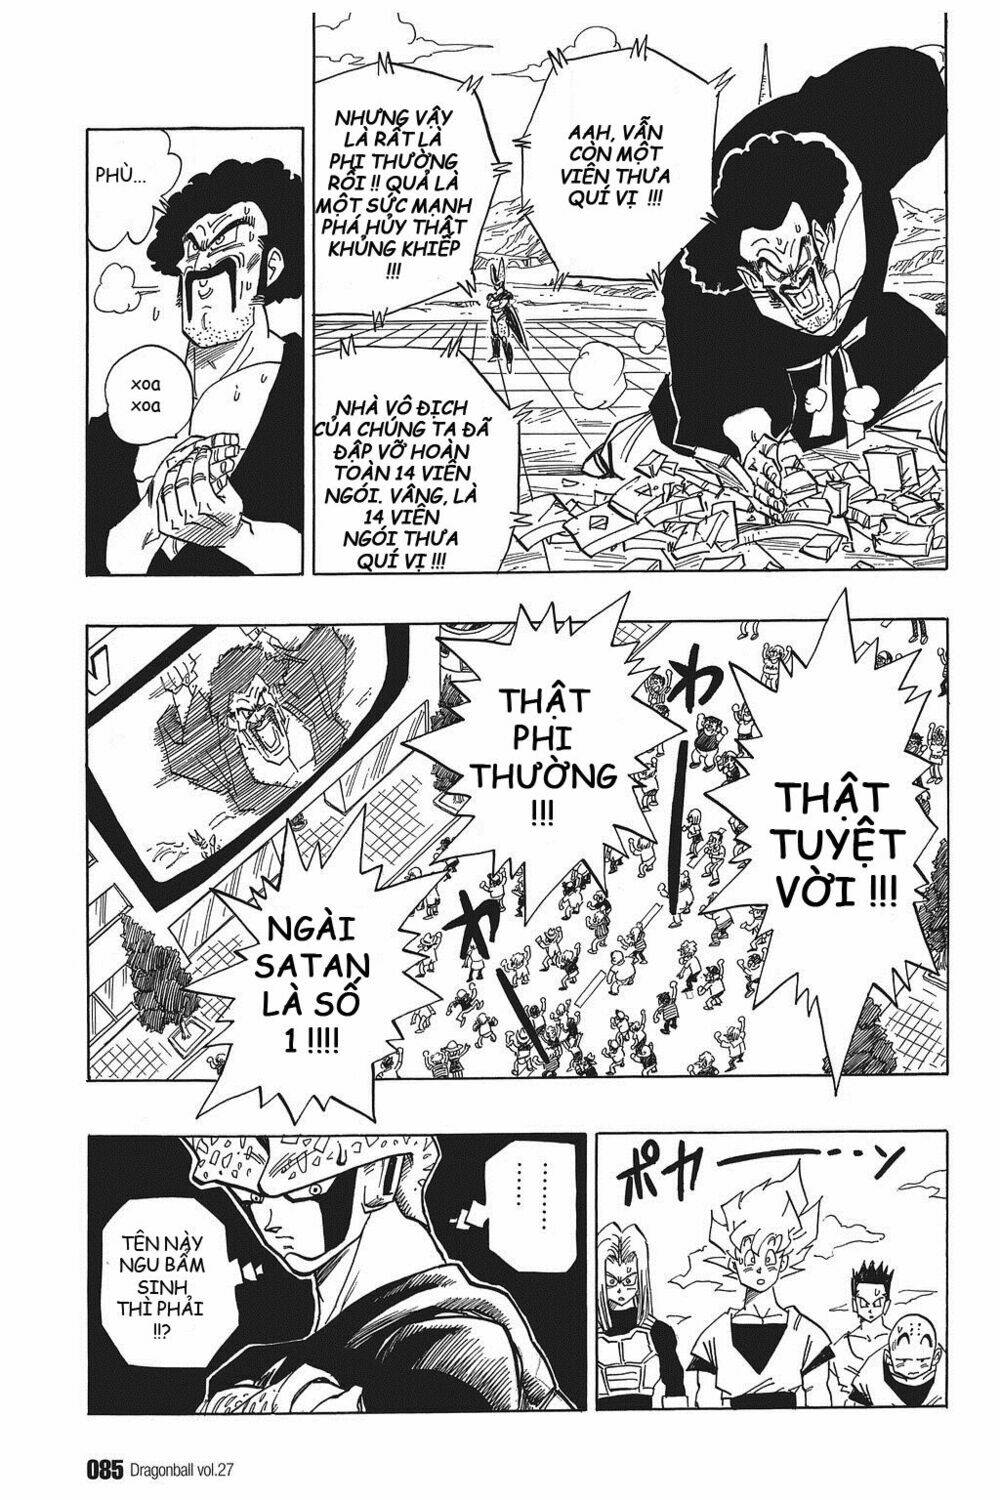 AAH, VẪN
CÒN MỘT
VIÊN THƯA
QUÍ VỊ !!!
NHƯNG VẬY
LÀ RẤT LÀ
PHI THƯỜNG
RỒI !! QUẢ LÀ
MỘT SỨC MẠNH
PHÁ HỦY THẬT
KHỦNG KHIẾP
!!!
NHÀ VÔ ĐỊCH
CỦA CHÚNG TA ĐÃ
ĐẬP VỠ HOÀN
TOÀN 14 VIÊN
NGÓI. VÂNG, LÀ
14 VIÊN
NGÓI THƯA
QUÍ VỊ !!!
PHÙ...
xoa
xoa
THẬT
PHI
THƯỜNG
!!!
わー
THẬT
TUYỆT
VỜI !!!
わー
NGÀI
SATAN
LÀ SỐ
1 !!!!
..........
TÊN NÀY
NGU BẨM
SINH
THÌ PHẢI
!!?
ポカーーーン
085 Dragonball vol.27